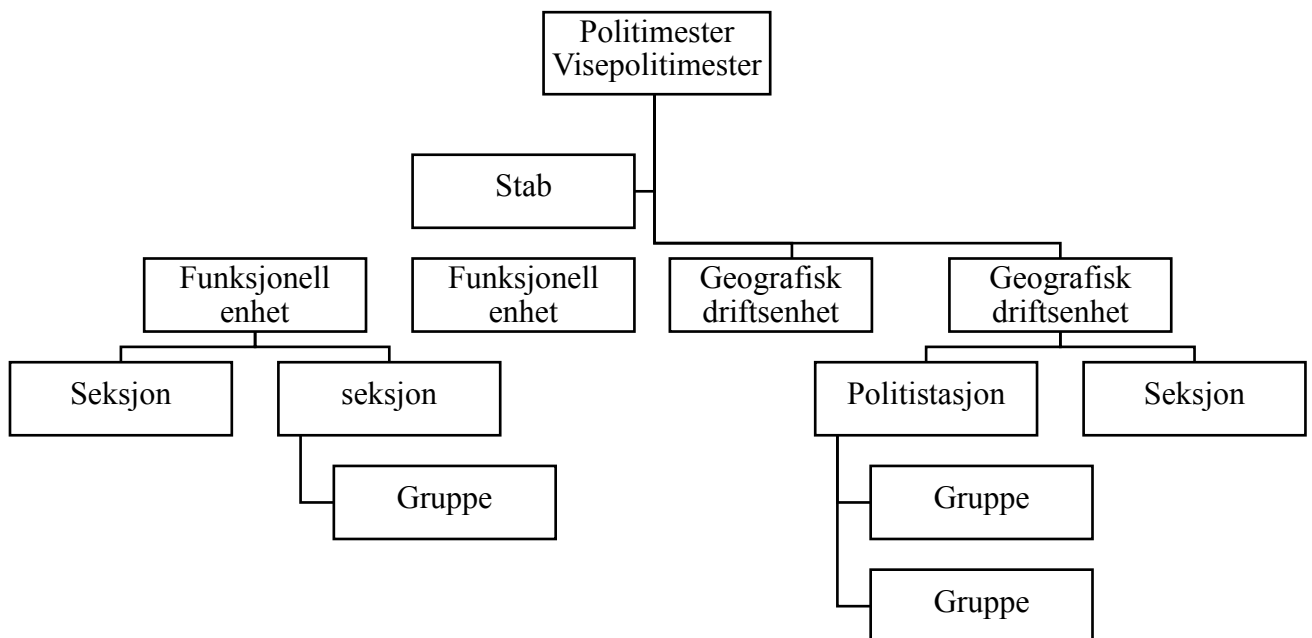 Politimester
Visepolitimester
Stab
Funksjonell
enhet
Funksjonell
enhet
Geografisk
driftsenhet
Geografisk
driftsenhet
Seksjon
seksjon
Politistasjon
Seksjon
Gruppe
Gruppe
Gruppe